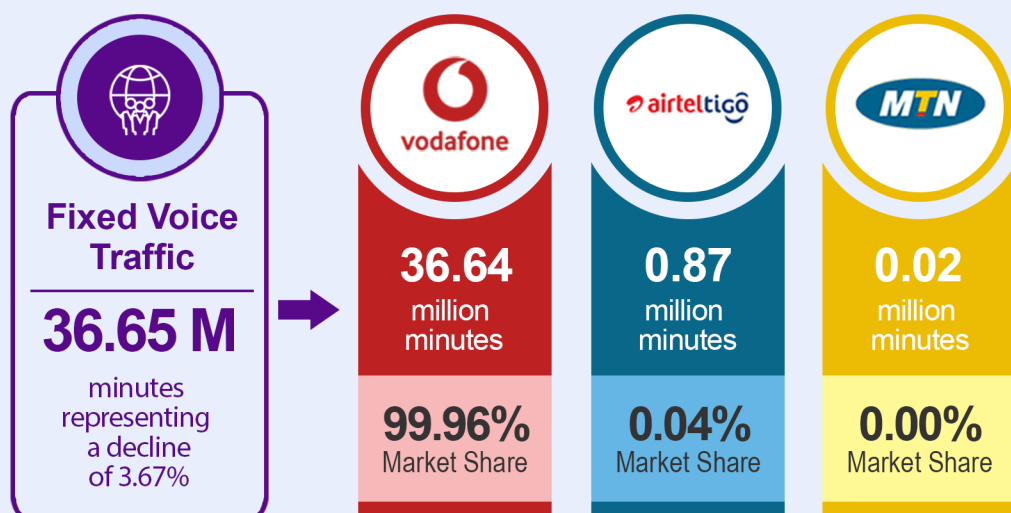 Fixed Voice
Traffic
36.65 M
minutes
representing
a decline
of 3.67%
vodafone
36.64
million
minutes
99.96%
Market Share
airteltigo
0.87
million
minutes
0.04%
Market Share
MTN
0.02
million
minutes
0.00%
Market Share